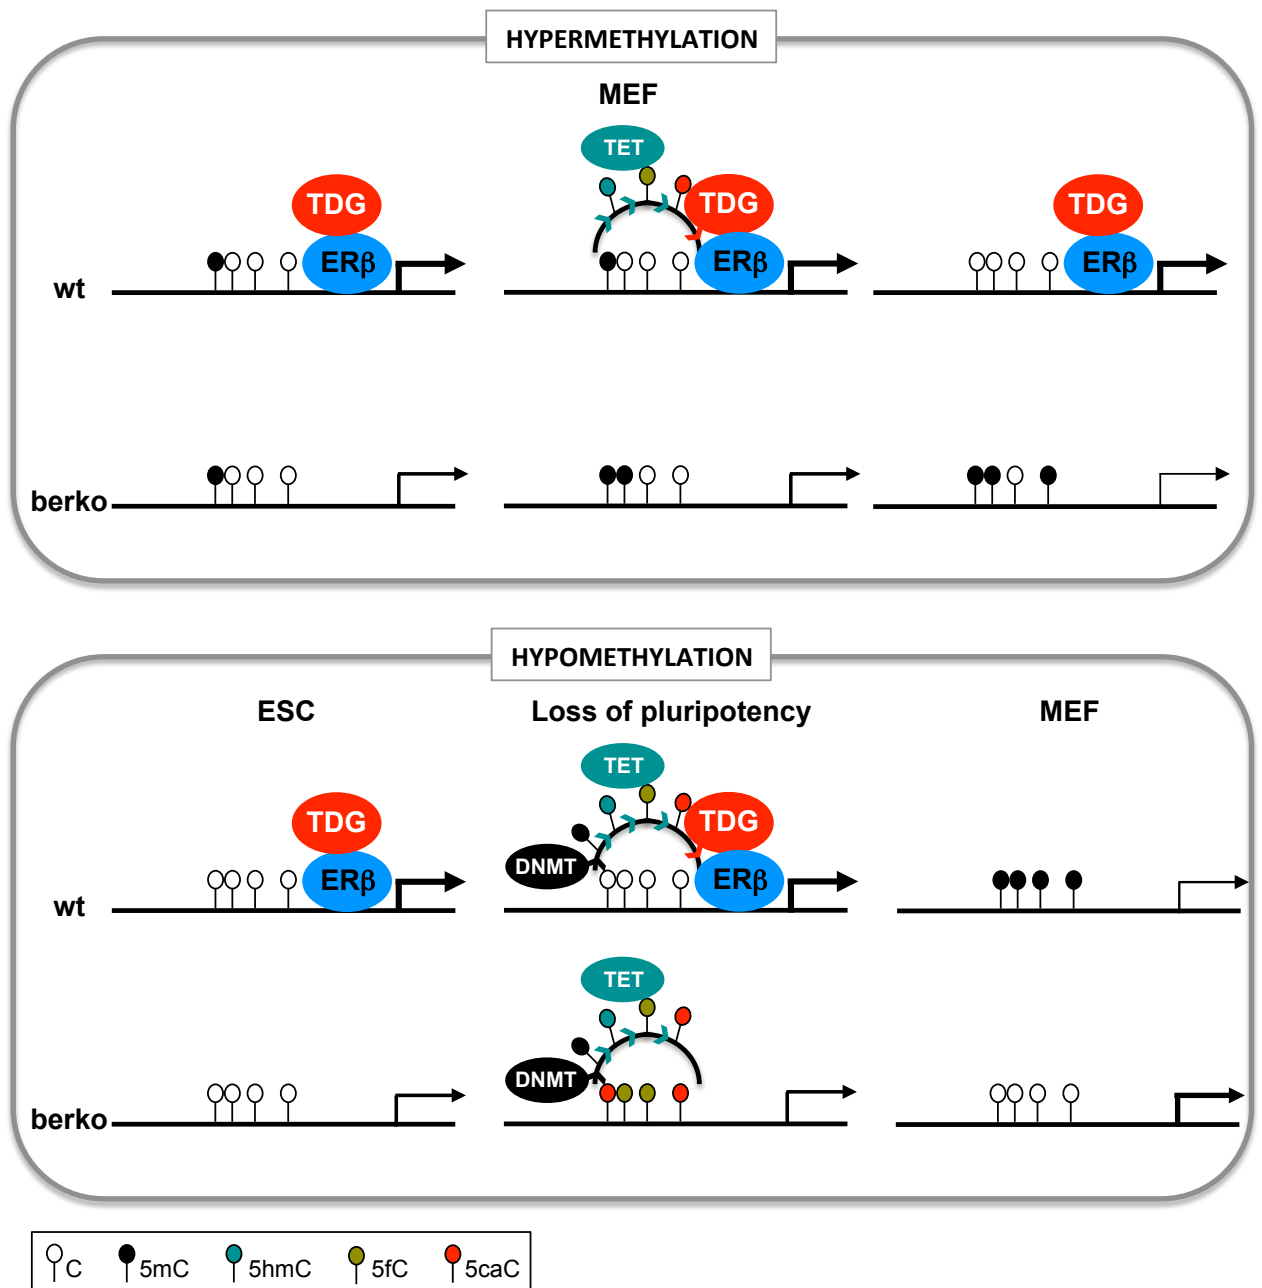 HYPERMETHYLATION
MEF
TET
TDG TDG TDG
wt ERβ ERβ ERβ
berko
HYPOMETHYLATION
ESC Loss of pluripotency MEF
TET
TDG TDG
DNMT
wt ERβ ERβ
TET
DNMT
berko
C 5mC 5hmC 5fC 5caC